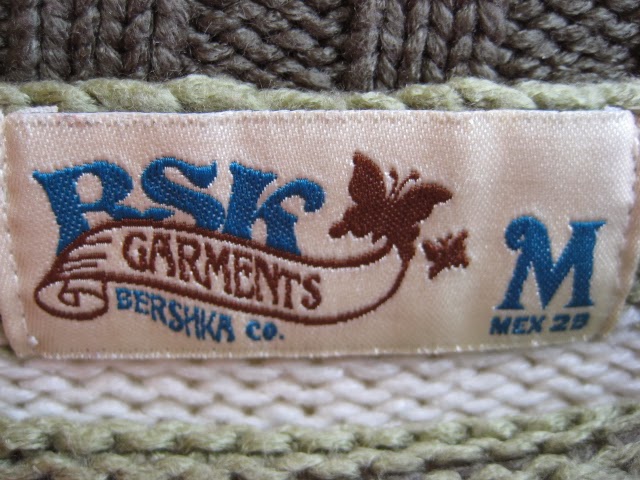 BSK
GARMENTS
BERSHKA CO.
M
MEX 28